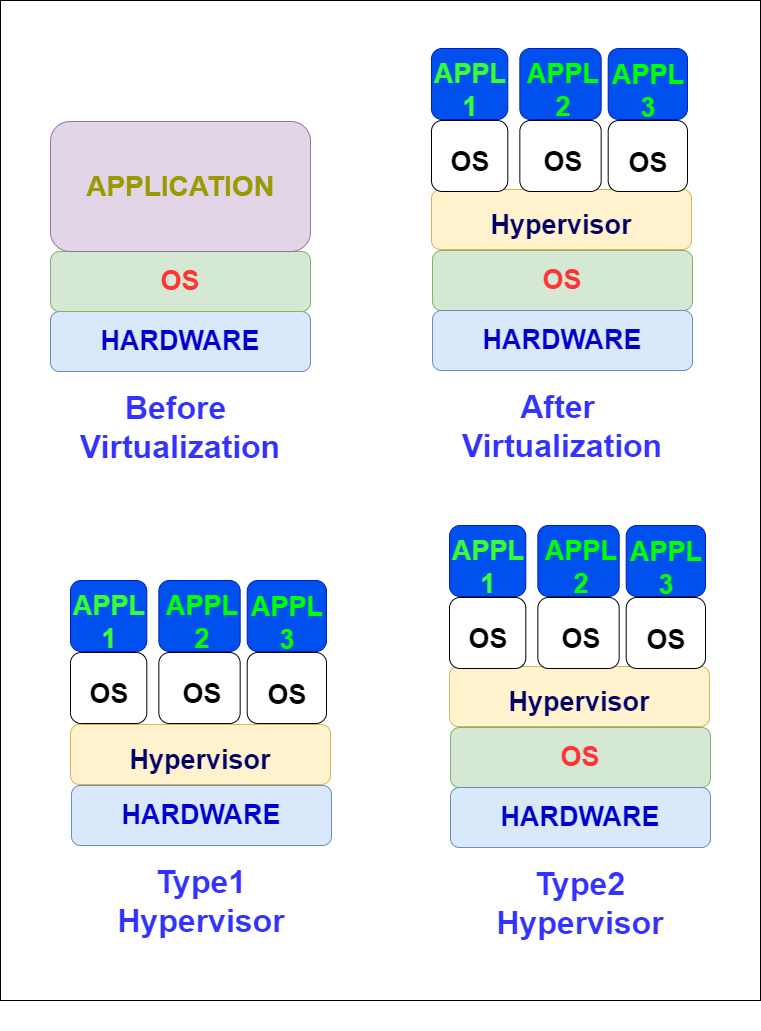 APPLICATION
OS
HARDWARE
Before
Virtualization
APPL
1
APPL
2
APPL
3
OS
OS
OS
Hypervisor
OS
HARDWARE
After
Virtualization
APPL
1
APPL
2
APPL
3
OS
OS
OS
Hypervisor
HARDWARE
Type1
Hypervisor
APPL
1
APPL
2
APPL
3
OS
OS
OS
Hypervisor
OS
HARDWARE
Type2
Hypervisor